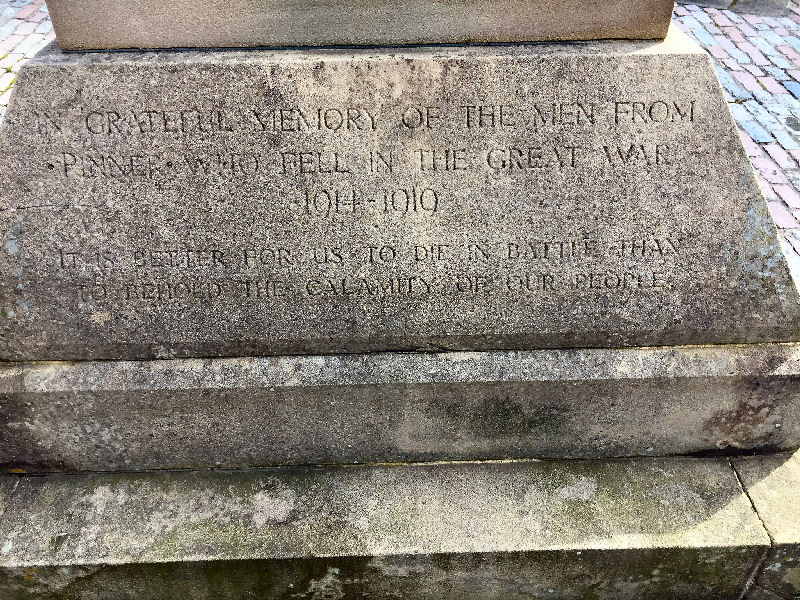 IN GRATEFUL MEMORY OF THE MEN FROM
·PINNER· WHO FELL IN THE GREAT WAR
·1914-1919
IT IS BETTER FOR US TO DIE IN BATTLE THAN
TO BEHOLD THE CALAMITY OF OUR PEOPLE.